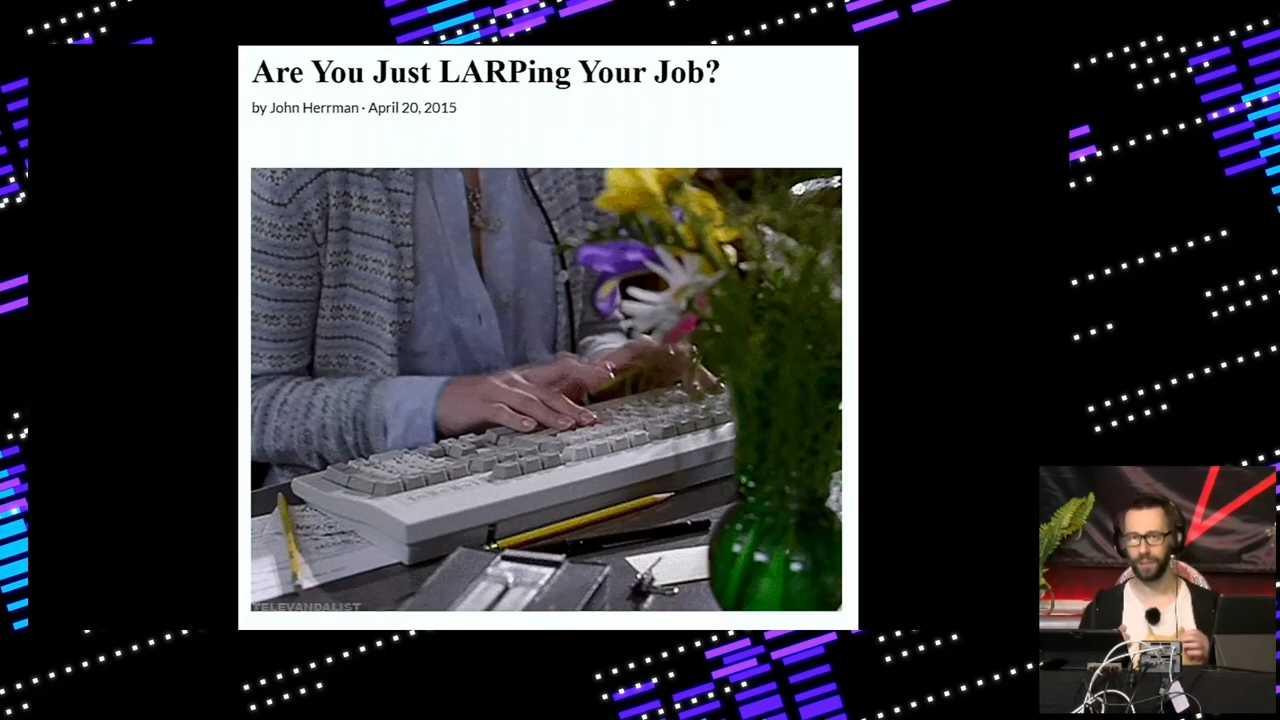 Are You Just LARPing Your Job?
by John Herrman · April 20, 2015
TELEVANDALIST